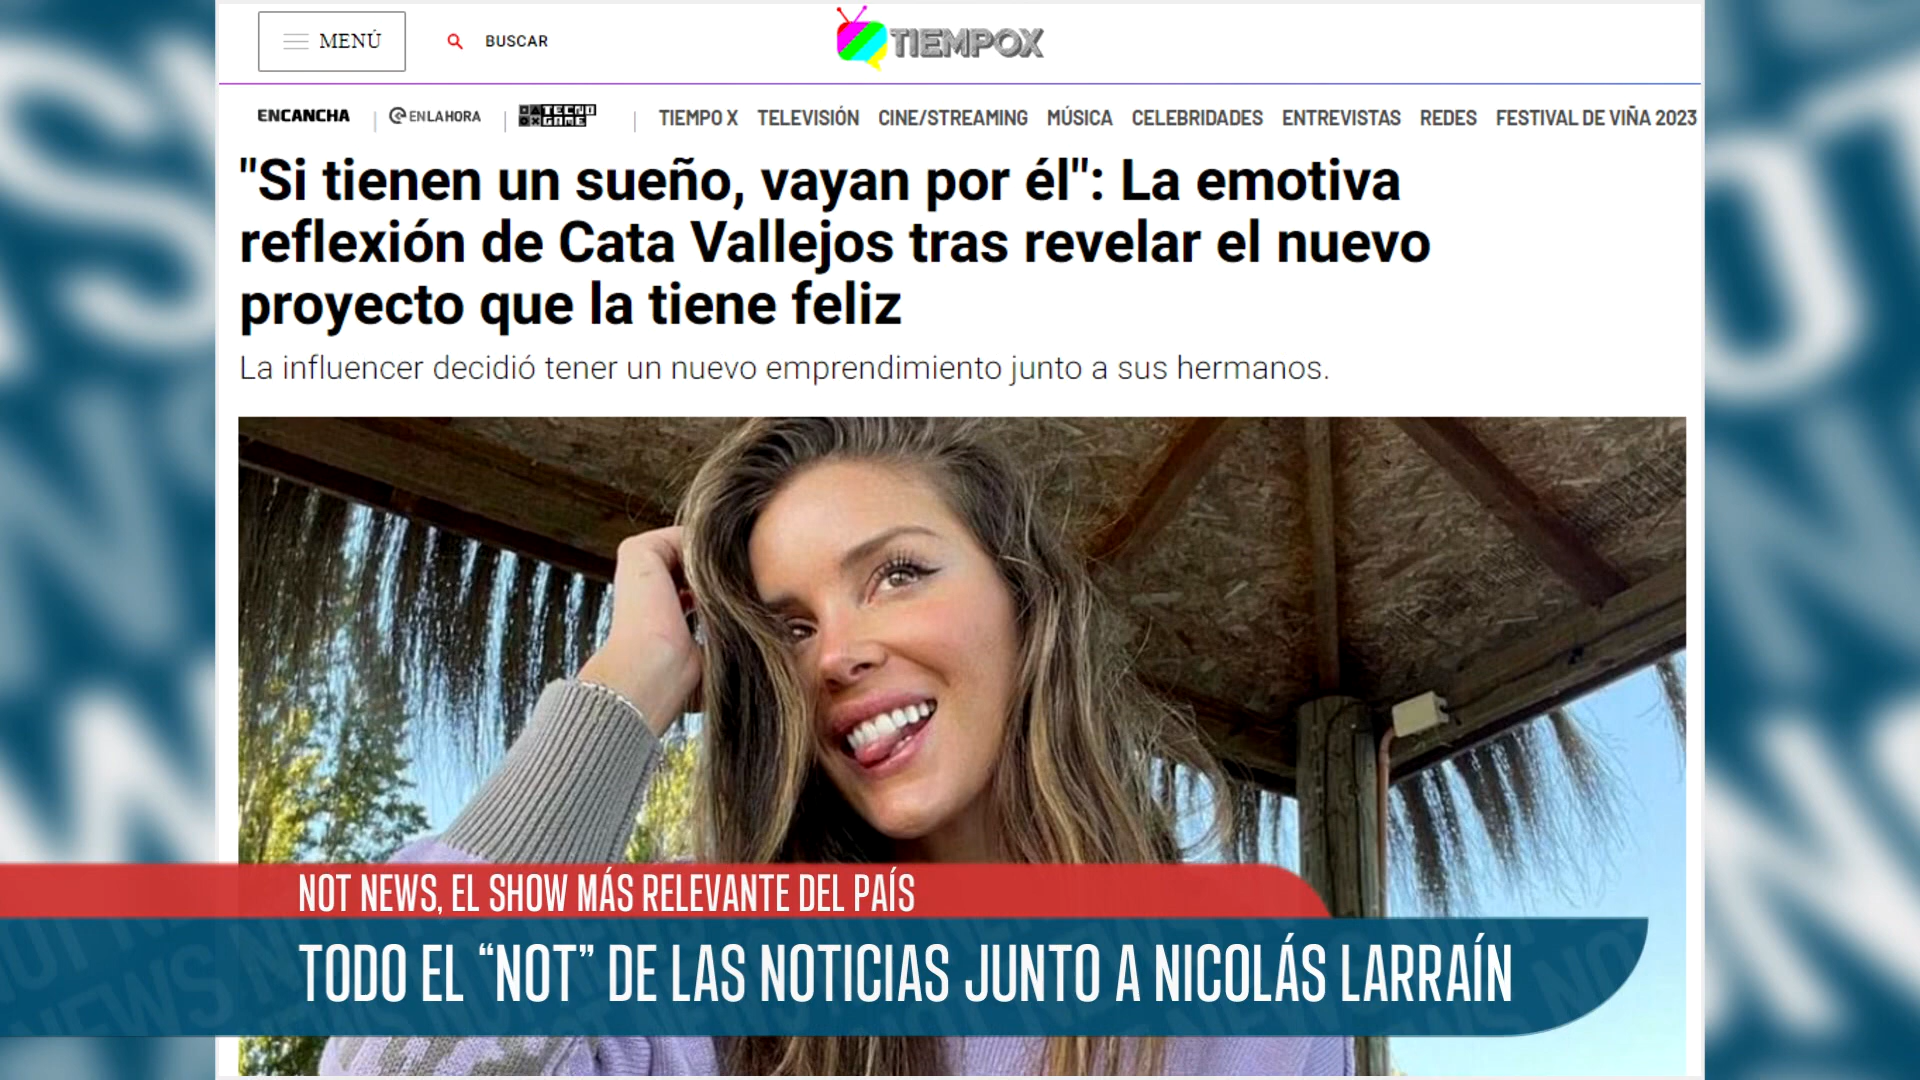 MENÚ
BUSCAR
TIEMPOX
ENCANCHA
ENLAHORA
TECNO
GAME
TIEMPO X
TELEVISIÓN
CINE/STREAMING
MÚSICA
CELEBRIDADES
ENTREVISTAS
REDES
FESTIVAL DE VIÑA 2023
"Si tienen un sueño, vayan por él": La emotiva
reflexión de Cata Vallejos tras revelar el nuevo
proyecto que la tiene feliz
La influencer decidió tener un nuevo emprendimiento junto a sus hermanos.
NOT NEWS, EL SHOW MÁS RELEVANTE DEL PAÍS
TODO EL “NOT” DE LAS NOTICIAS JUNTO A NICOLÁS LARRAÍN